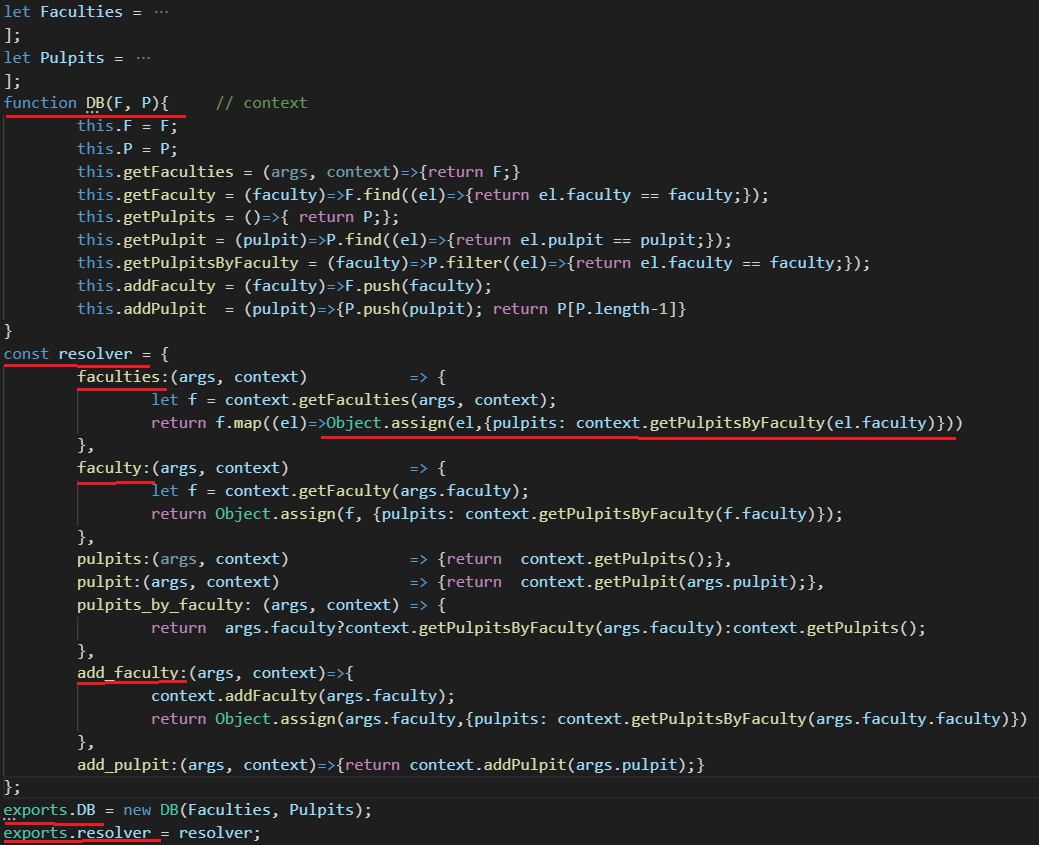 let Faculties = ···
];
let Pulpits = ···
];
function DB(F, P){     // context
        this.F = F;
        this.P = P;
        this.getFaculties = (args, context)=>{return F;}
        this.getFaculty = (faculty)=>F.find((el)=>{return el.faculty == faculty;});
        this.getPulpits = ()=>{ return P;};
        this.getPulpit = (pulpit)=>P.find((el)=>{return el.pulpit == pulpit;});
        this.getPulpitsByFaculty = (faculty)=>P.filter((el)=>{return el.faculty == faculty;});
        this.addFaculty = (faculty)=>F.push(faculty);
        this.addPulpit  = (pulpit)=>{P.push(pulpit); return P[P.length-1]}
}
const resolver = {
        faculties:(args, context)           => {
                let f = context.getFaculties(args, context);
                return f.map((el)=>Object.assign(el,{pulpits: context.getPulpitsByFaculty(el.faculty)}))
        },
        faculty:(args, context)             => {
                let f = context.getFaculty(args.faculty);
                return Object.assign(f, {pulpits: context.getPulpitsByFaculty(f.faculty)});
        },
        pulpits:(args, context)             => {return  context.getPulpits();},
        pulpit:(args, context)              => {return  context.getPulpit(args.pulpit);},
        pulpits_by_faculty: (args, context) => {
                return  args.faculty?context.getPulpitsByFaculty(args.faculty):context.getPulpits();
        },
        add_faculty:(args, context)=>{
                context.addFaculty(args.faculty);
                return Object.assign(args.faculty,{pulpits: context.getPulpitsByFaculty(args.faculty.faculty)})
        },
        add_pulpit:(args, context)=>{return context.addPulpit(args.pulpit);}
};
exports.DB = new DB(Faculties, Pulpits);
exports.resolver = resolver;